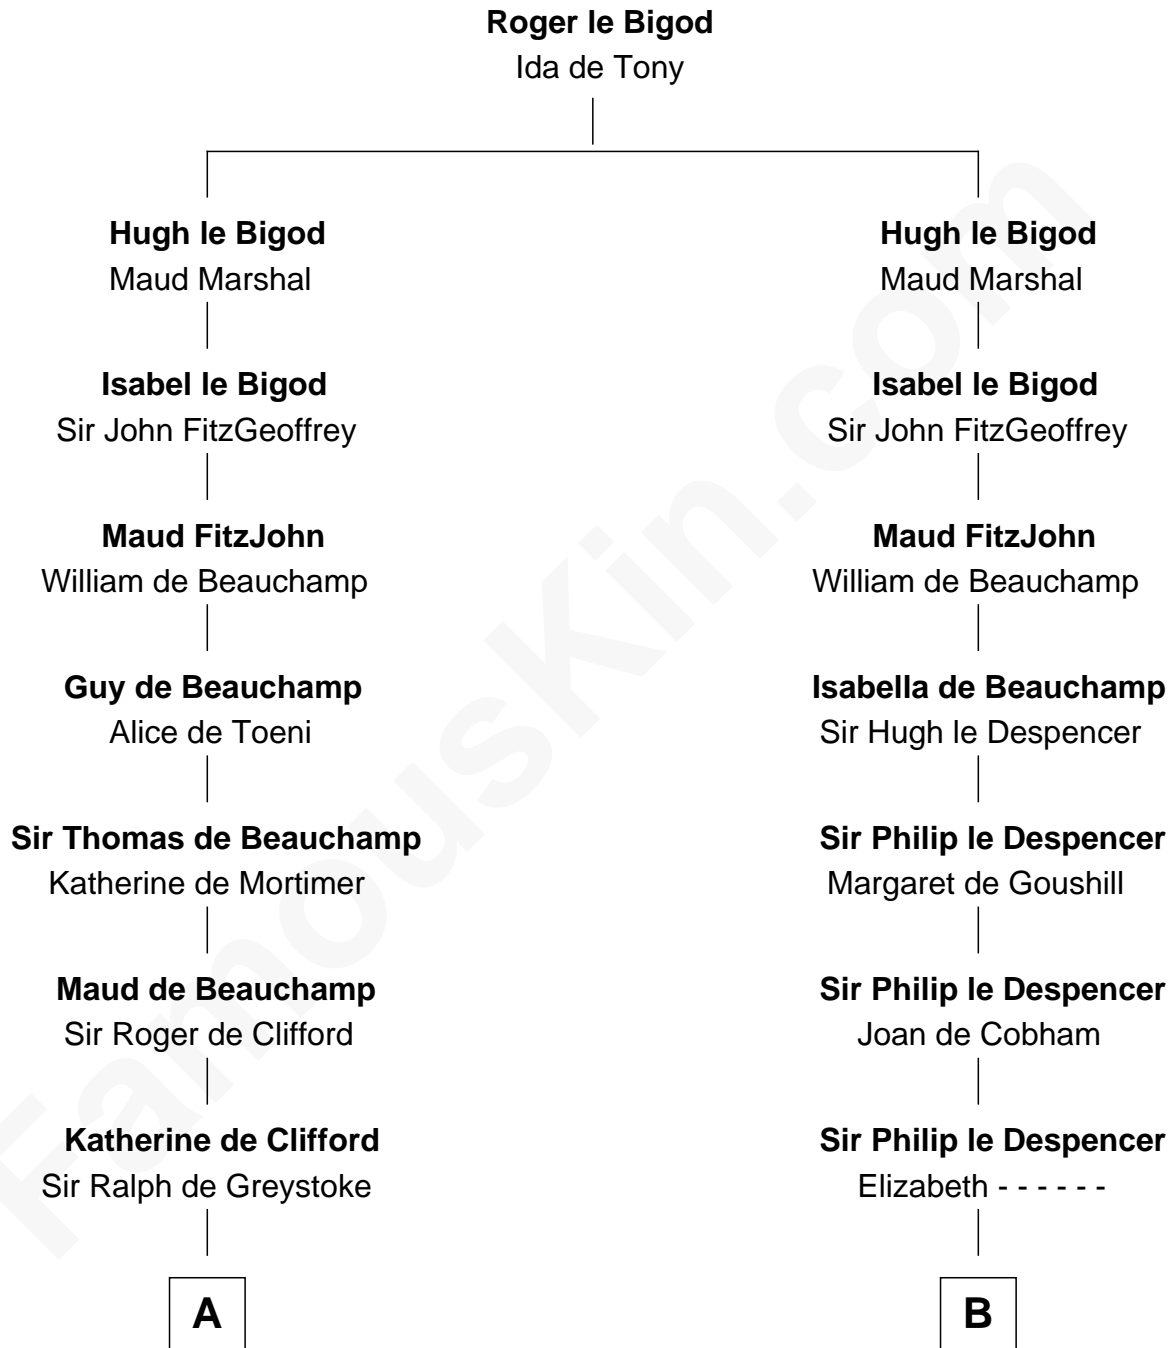 Roger le Bigod
Ida de Tony
Hugh le Bigod
Maud Marshal
Isabel le Bigod
Sir John FitzGeoffrey
Maud FitzJohn
William de Beauchamp
Guy de Beauchamp
Alice de Toeni
Sir Thomas de Beauchamp
Katherine de Mortimer
Maud de Beauchamp
Sir Roger de Clifford
Katherine de Clifford
Sir Ralph de Greystoke
A
Hugh le Bigod
Maud Marshal
Isabel le Bigod
Sir John FitzGeoffrey
Maud FitzJohn
William de Beauchamp
Isabella de Beauchamp
Sir Hugh le Despencer
Sir Philip le Despencer
Margaret de Goushill
Sir Philip le Despencer
Joan de Cobham
Sir Philip le Despencer
Elizabeth - - - - - -
B
FamousKin.com